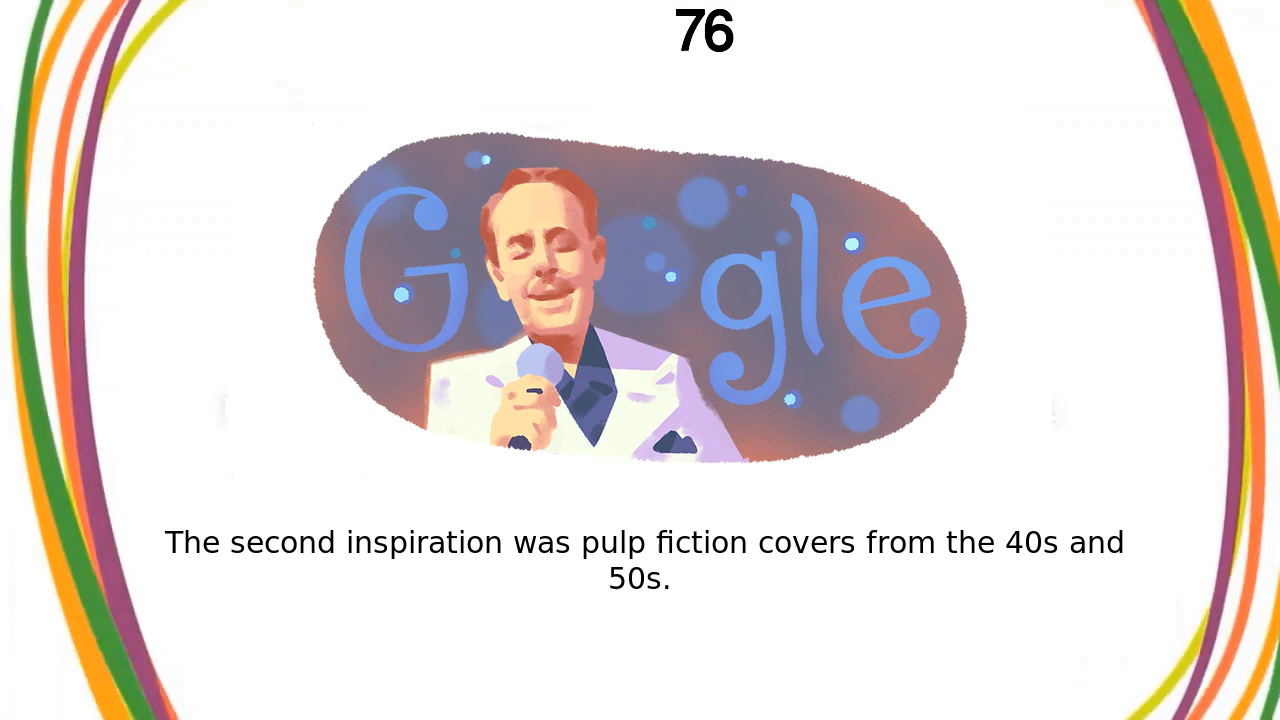 76
Google
The second inspiration was pulp fiction covers from the 40s and
50s.